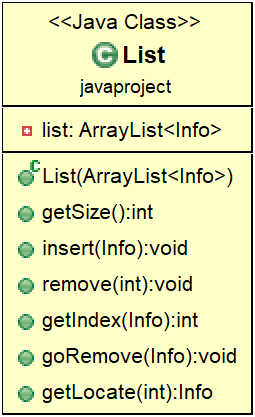 <<Java Class>>
C List
javaproject
list: ArrayList<Info>
C List(ArrayList<Info>)
getSize():int
insert(Info):void
remove(int):void
getIndex(Info):int
goRemove(Info):void
getLocate(int):Info